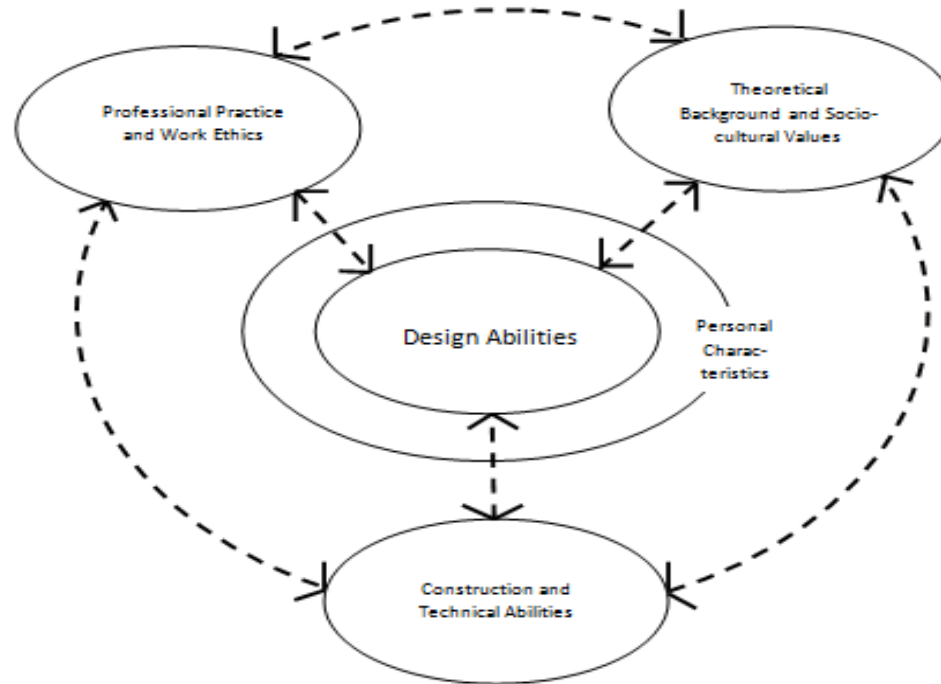 Professional Practice
and Work Ethics
Theoretical
Background and Socio-
cultural Values
Design Abilities
Personal
Charac-
teristics
Construction and
Technical Abilities